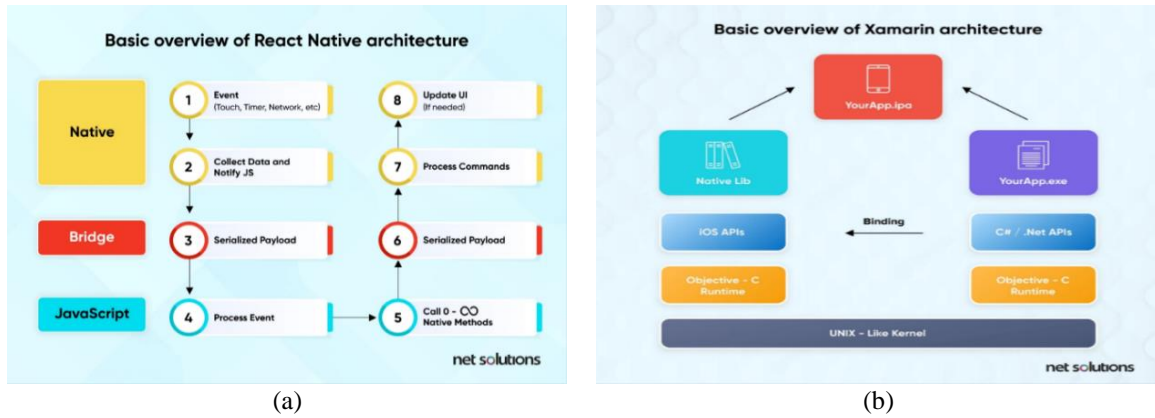 Basic overview of React Native architecture
Native
1
Event
(Touch, Timer, Network, etc)
8
Update UI
(If needed)
2
Collect Data and
Notify JS
7
Process Commands
Bridge
3
Serialized Payload
6
Serialized Payload
JavaScript
4
Process Event
5
Call 0 - ∞
Native Methods
net solutions
(a)
Basic overview of Xamarin architecture
YourApp.ipa
Native Lib
YourApp.exe
iOS APIs
Binding
C# / .Net APIs
Objective - C
Runtime
Objective - C
Runtime
UNIX - Like Kernel
net solutions
(b)